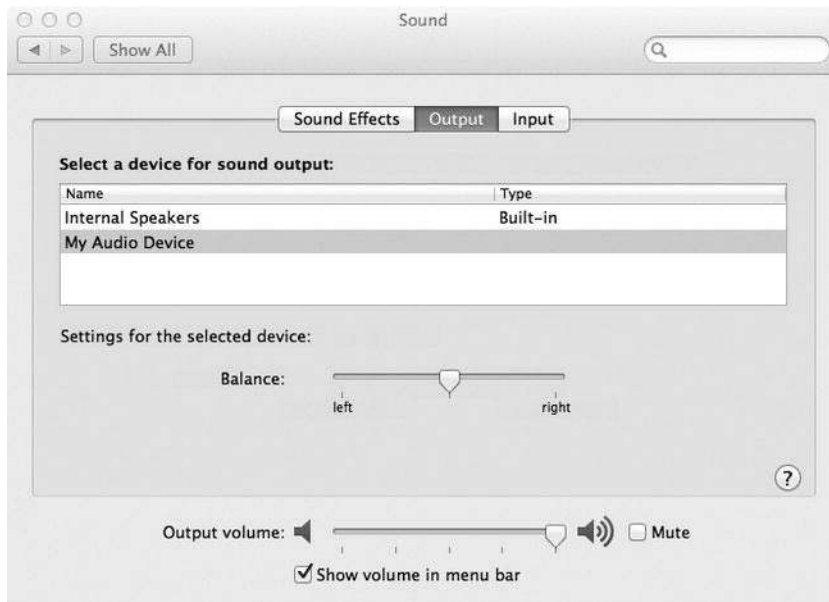 Sound
Show All
Sound Effects Output Input
Select a device for sound output:
Name Type
Internal Speakers Built-in
My Audio Device
Settings for the selected device:
Balance:
left right
?
Output volume: Mute
Show volume in menu bar